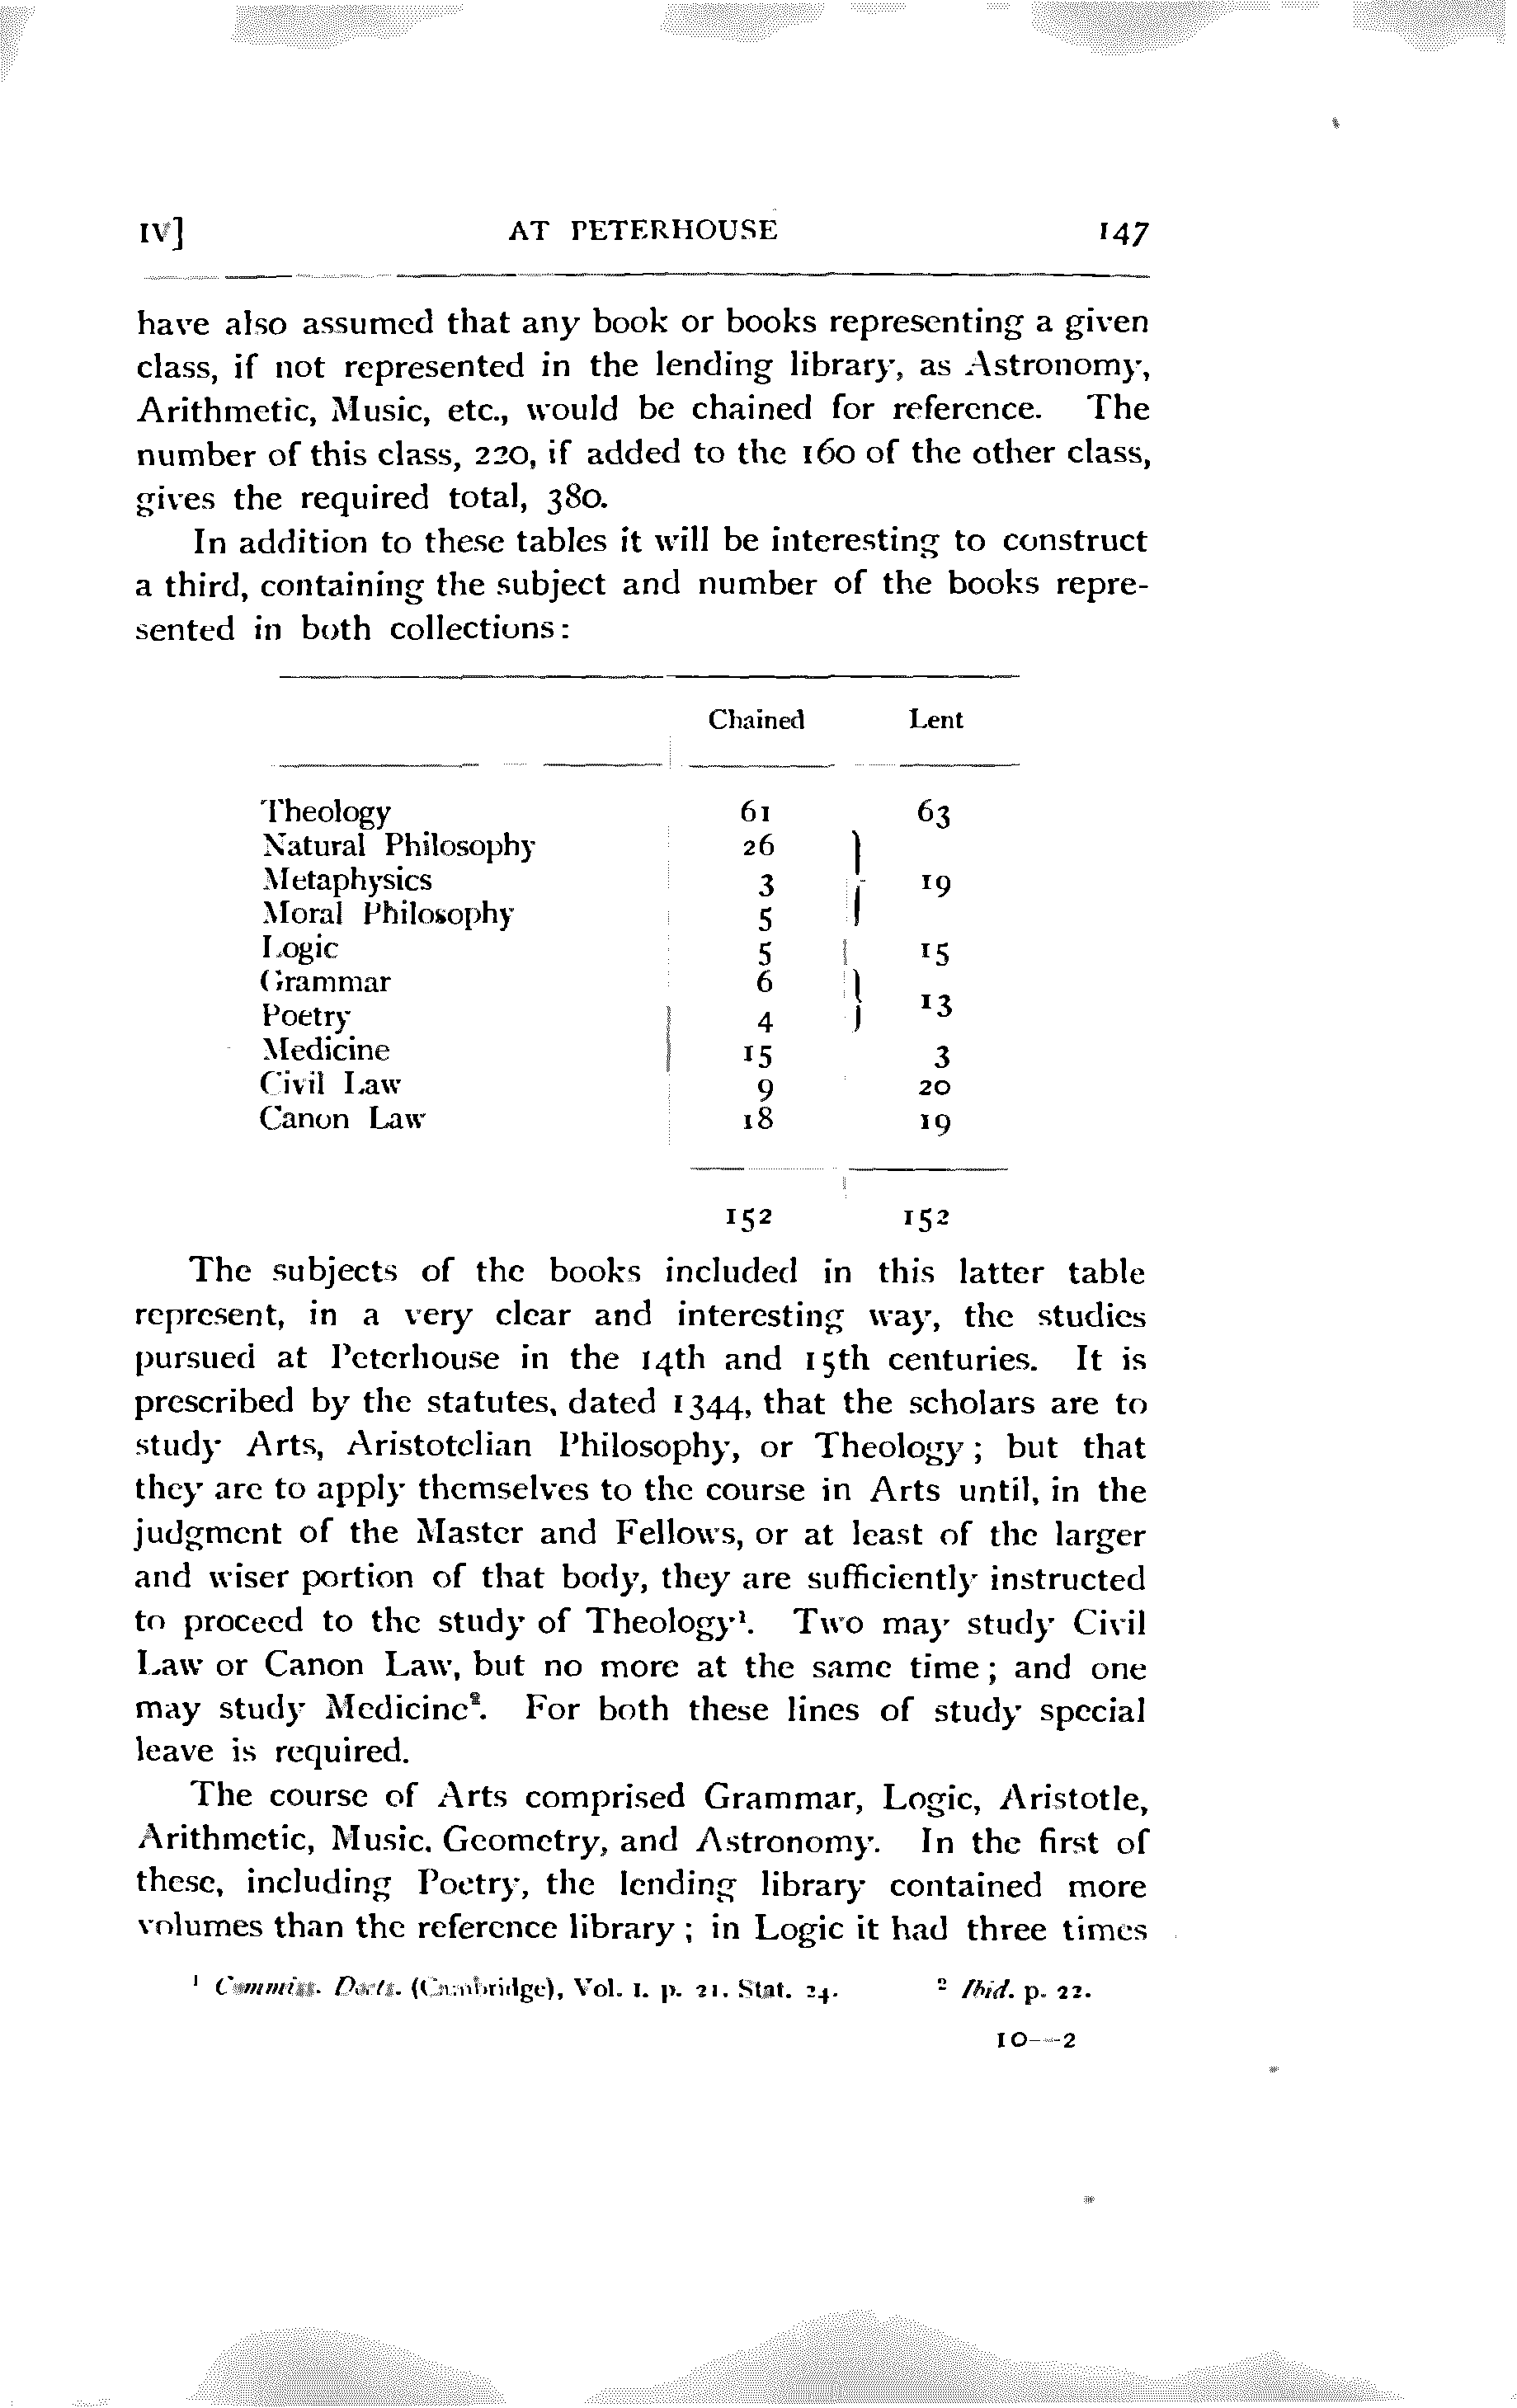 IV] AT PETERHOUSE 147
have also assumed that any book or books representing a given
class, if not represented in the lending library, as Astronomy,
Arithmetic, Music, etc., would be chained for reference. The
number of this class, 220, if added to the 160 of the other class,
gives the required total, 380.
In addition to these tables it will be interesting to construct
a third, containing the subject and number of the books repre-
sented in both collections:
Chained Lent
Theology 61 63
Natural Philosophy 26
Metaphysics 3 19
Moral Philosophy 5
Logic 5 15
Grammar 6
13
Poetry 4
Medicine 15 3
Civil Law 9 20
Canon Law 18 19
152 152
The subjects of the books included in this latter table
represent, in a very clear and interesting way, the studies
pursued at Peterhouse in the 14th and 15th centuries. It is
prescribed by the statutes, dated 1344, that the scholars are to
study Arts, Aristotelian Philosophy, or Theology; but that
they are to apply themselves to the course in Arts until, in the
judgment of the Master and Fellows, or at least of the larger
and wiser portion of that body, they are sufficiently instructed
to proceed to the study of Theology¹. Two may study Civil
Law or Canon Law, but no more at the same time; and one
may study Medicine². For both these lines of study special
leave is required.
The course of Arts comprised Grammar, Logic, Aristotle,
Arithmetic, Music, Geometry, and Astronomy. In the first of
these, including Poetry, the lending library contained more
volumes than the reference library; in Logic it had three times
¹ Commiss. Docts. (Cambridge), Vol. I. p. 21. Stat. 24. ² Ibid. p. 22.
10—2